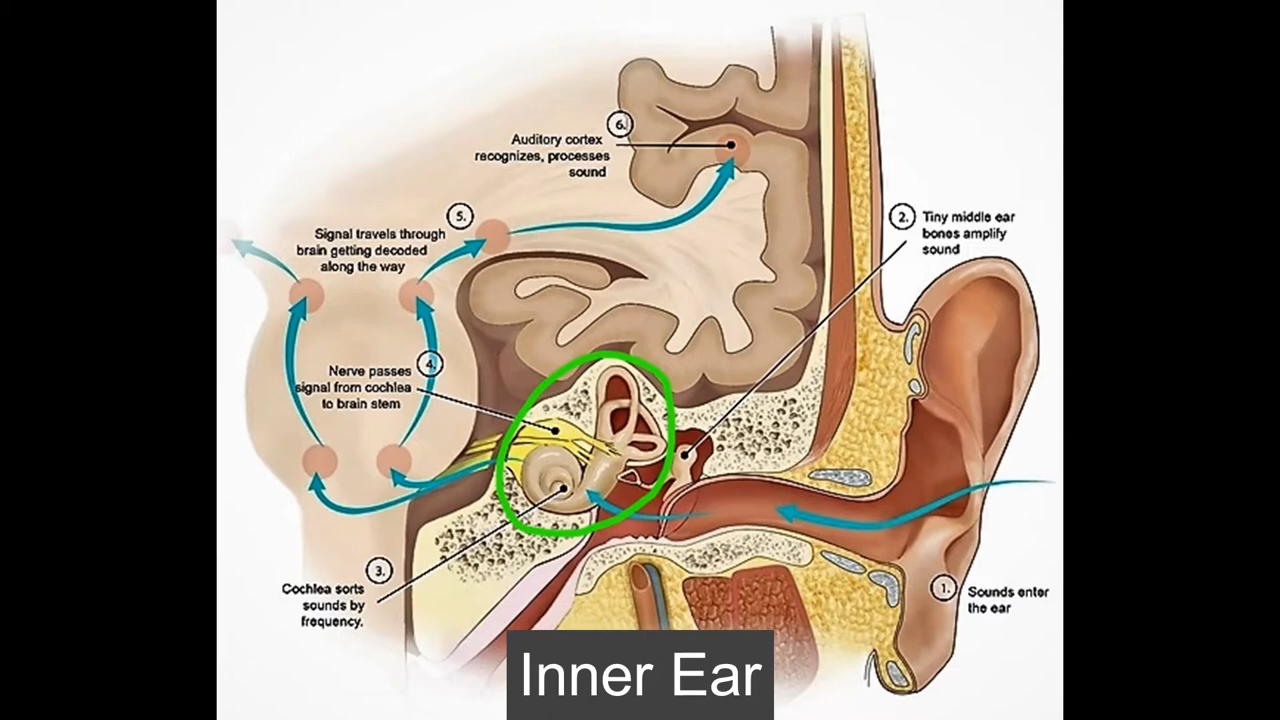 6.
Auditory cortex
recognizes, processes
sound
5.
Signal travels through
brain getting decoded
along the way
2.
Tiny middle ear
bones amplify
sound
4.
Nerve passes
signal from cochlea
to brain stem
3.
Cochlea sorts
sounds by
frequency.
1.
Sounds enter
the ear
Inner Ear